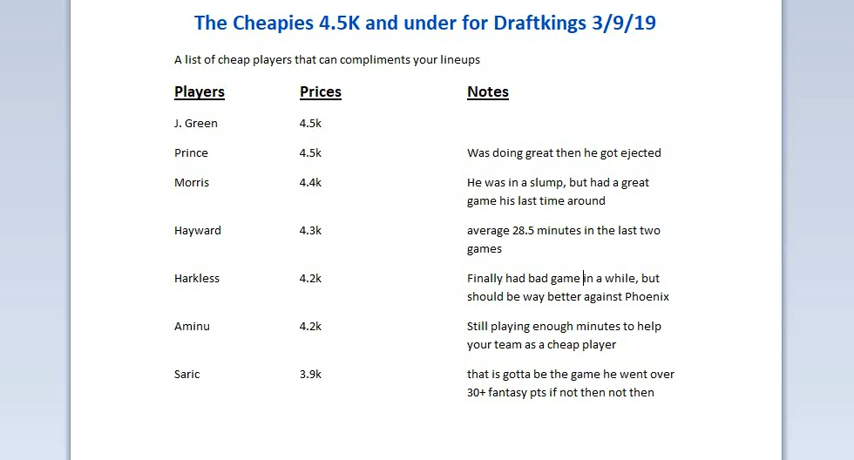 The Cheapies 4.5K and under for Draftkings 3/9/19
A list of cheap players that can compliments your lineups
Players Prices Notes
J. Green 4.5k
Prince 4.5k Was doing great then he got ejected
Morris 4.4k He was in a slump, but had a great
game his last time around
Hayward 4.3k average 28.5 minutes in the last two
games
Harkless 4.2k Finally had bad game in a while, but
should be way better against Phoenix
Aminu 4.2k Still playing enough minutes to help
your team as a cheap player
Saric 3.9k that is gotta be the game he went over
30+ fantasy pts if not then not then